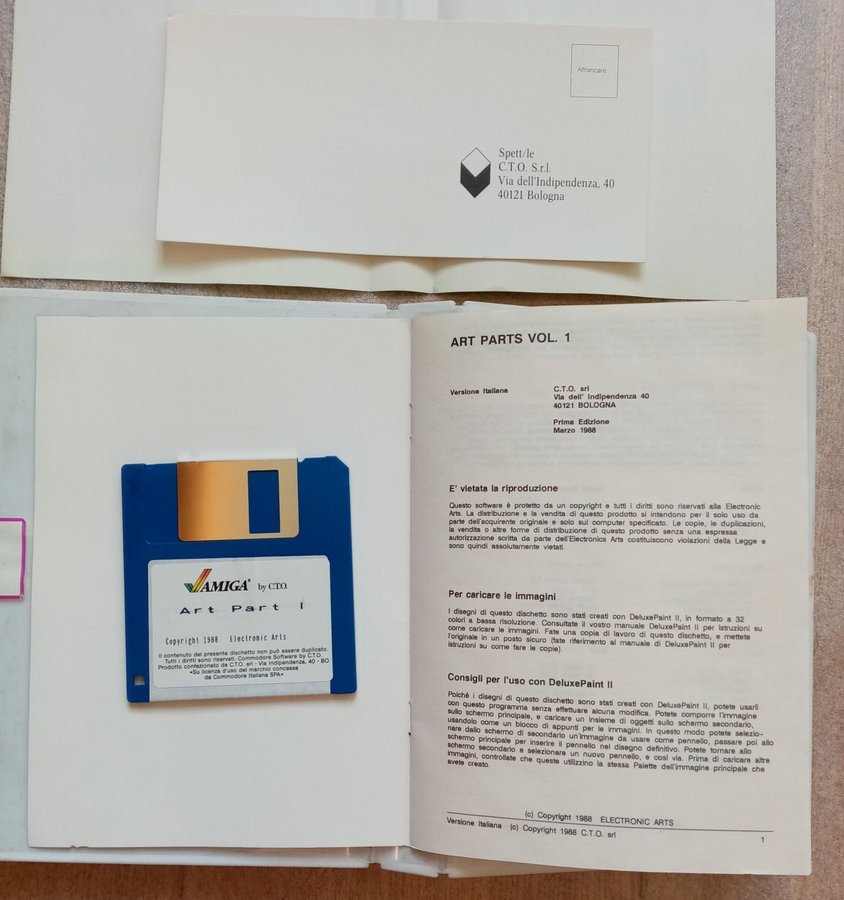 Affrancare
Spett/le
C.T.O. S.r.l.
Via dell'Indipendenza, 40
40121 Bologna
AMIGA® by C.T.O.
Art Part 1
Copyright 1988 Electronic Arts
Il contenuto del presente dischetto non può essere duplicato.
Tutti i diritti sono riservati: Commodore Software by C.T.O.
Prodotto confezionato da C.T.O. srl - Via Indipendenza, 40 - BO
«Su licenza d'uso del marchio concessa
da Commodore Italiana SPA»
ART PARTS VOL. 1
Versione Italiana
C.T.O. srl
Via dell' Indipendenza 40
40121 BOLOGNA
Prima Edizione
Marzo 1988
E' vietata la riproduzione
Questo software è protetto da un copyright e tutti i diritti sono riservati alla Electronic
Arts. La distribuzione e la vendita di questo prodotto si intendono per il solo uso da
parte dell'acquirente originale e solo sul computer specificato. Le copie, le duplicazioni,
la vendita o altre forme di distribuzione di questo prodotto senza una espressa
autorizzazione scritta da parte dell'Electronics Arts costituiscono violazioni della Legge e
sono quindi assolutamente vietati.
Per caricare le immagini
I disegni di questo dischetto sono stati creati con DeluxePaint II, in formato a 32
colori a bassa risoluzione. Consultate il vostro manuale DeluxePaint II per istruzioni su
come caricare le immagini. Fate una copia di lavoro di questo dischetto, e mettete
l'originale in un posto sicuro (fate riferimento al manuale di DeluxePaint II per
istruzioni su come fare le copie).
Consigli per l'uso con DeluxePaint II
Poiché i disegni di questo dischetto sono stati creati con DeluxePaint II, potete usarli
con questo programma senza effettuare alcuna modifica. Potete comporre l'immagine
sullo schermo principale, e caricare un insieme di oggetti sullo schermo secondario,
usandolo come un blocco di appunti per le immagini. In questo modo potete selezio-
nare dallo schermo di secondario un'immagine da usare come pennello, passare poi allo
schermo principale per inserire il pennello nel disegno definitivo. Potete tornare allo
schermo secondario e selezionare un nuovo pennello, e così via. Prima di caricare altre
immagini, controllate che queste utilizzino la stessa Palette dell'immagine principale che
avete creato.
(c) Copyright 1988 ELECTRONIC ARTS
Versione Italiana (c) Copyright 1988 C.T.O. srl
1